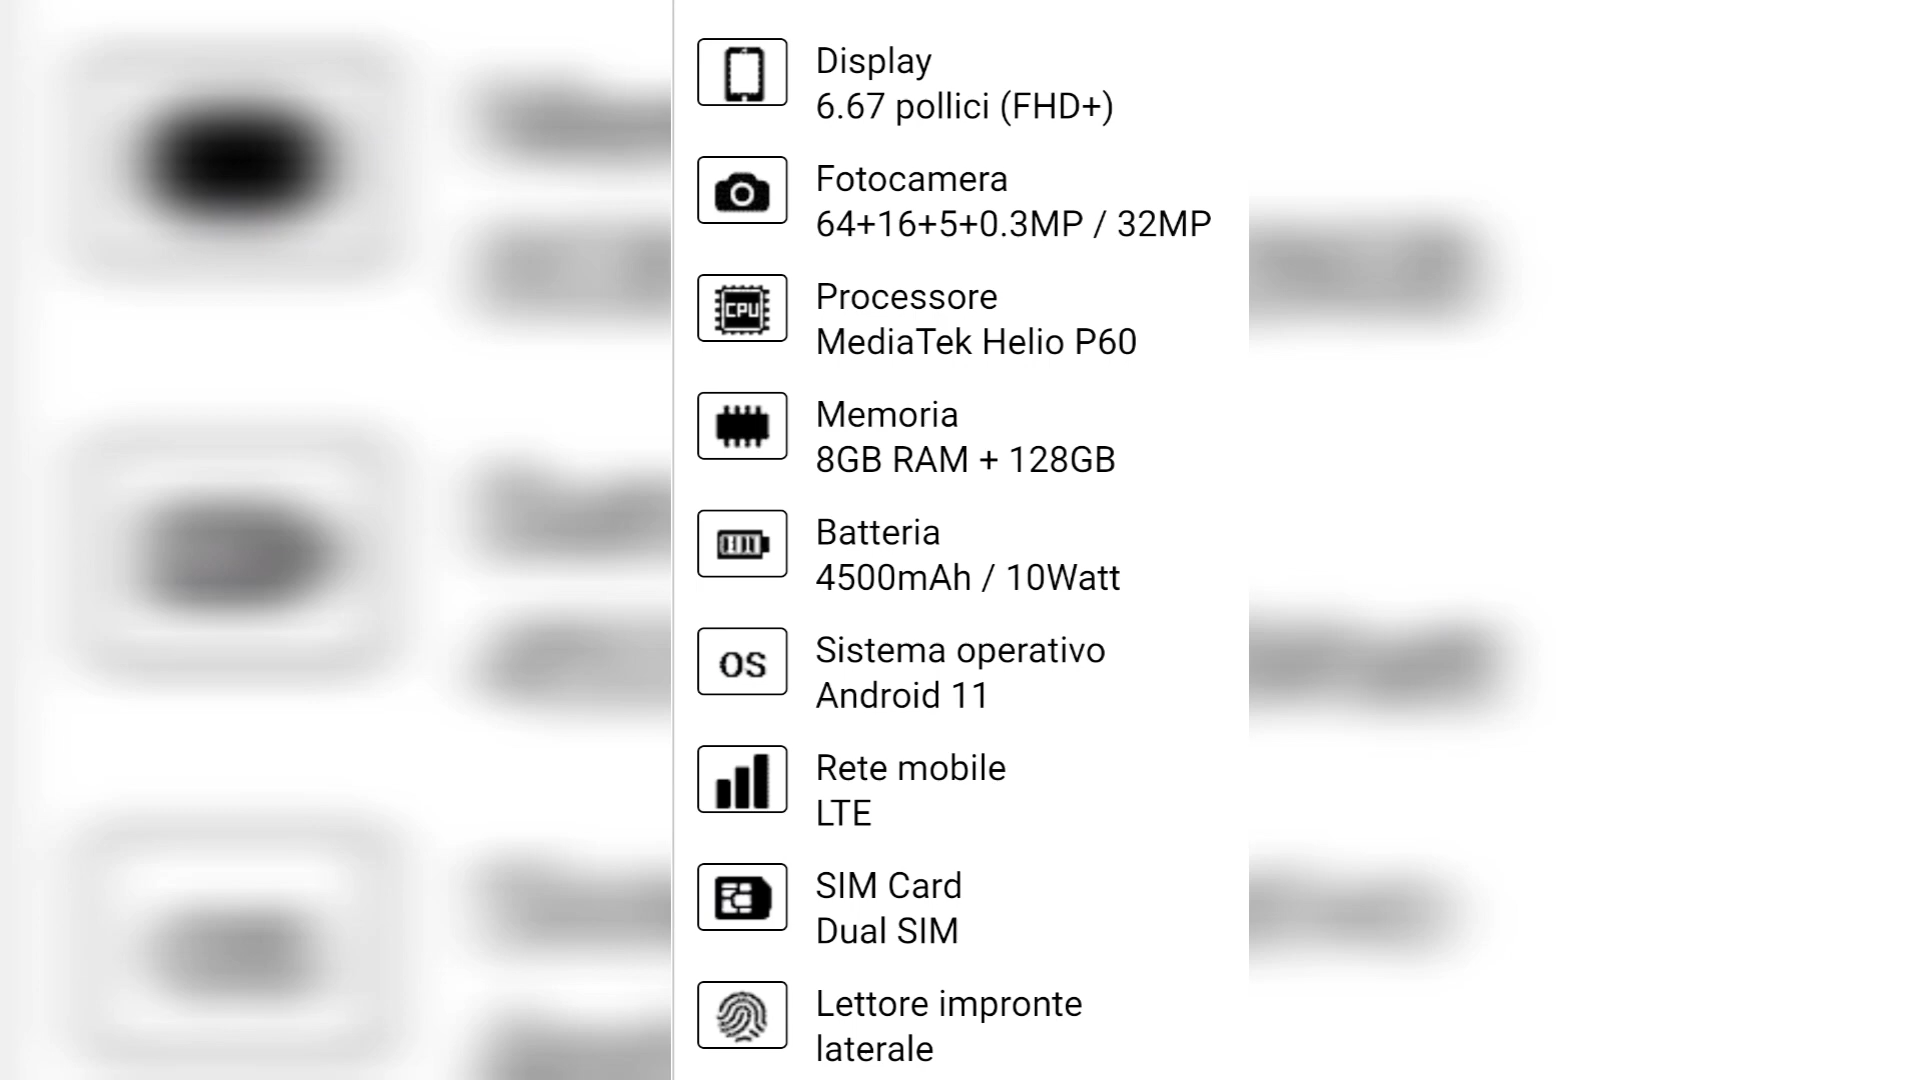 Display
6.67 pollici (FHD+)
Fotocamera
64+16+5+0.3MP / 32MP
CPU
Processore
MediaTek Helio P60
Memoria
8GB RAM + 128GB
Batteria
4500mAh / 10Watt
OS
Sistema operativo
Android 11
Rete mobile
LTE
SIM Card
Dual SIM
Lettore impronte
laterale